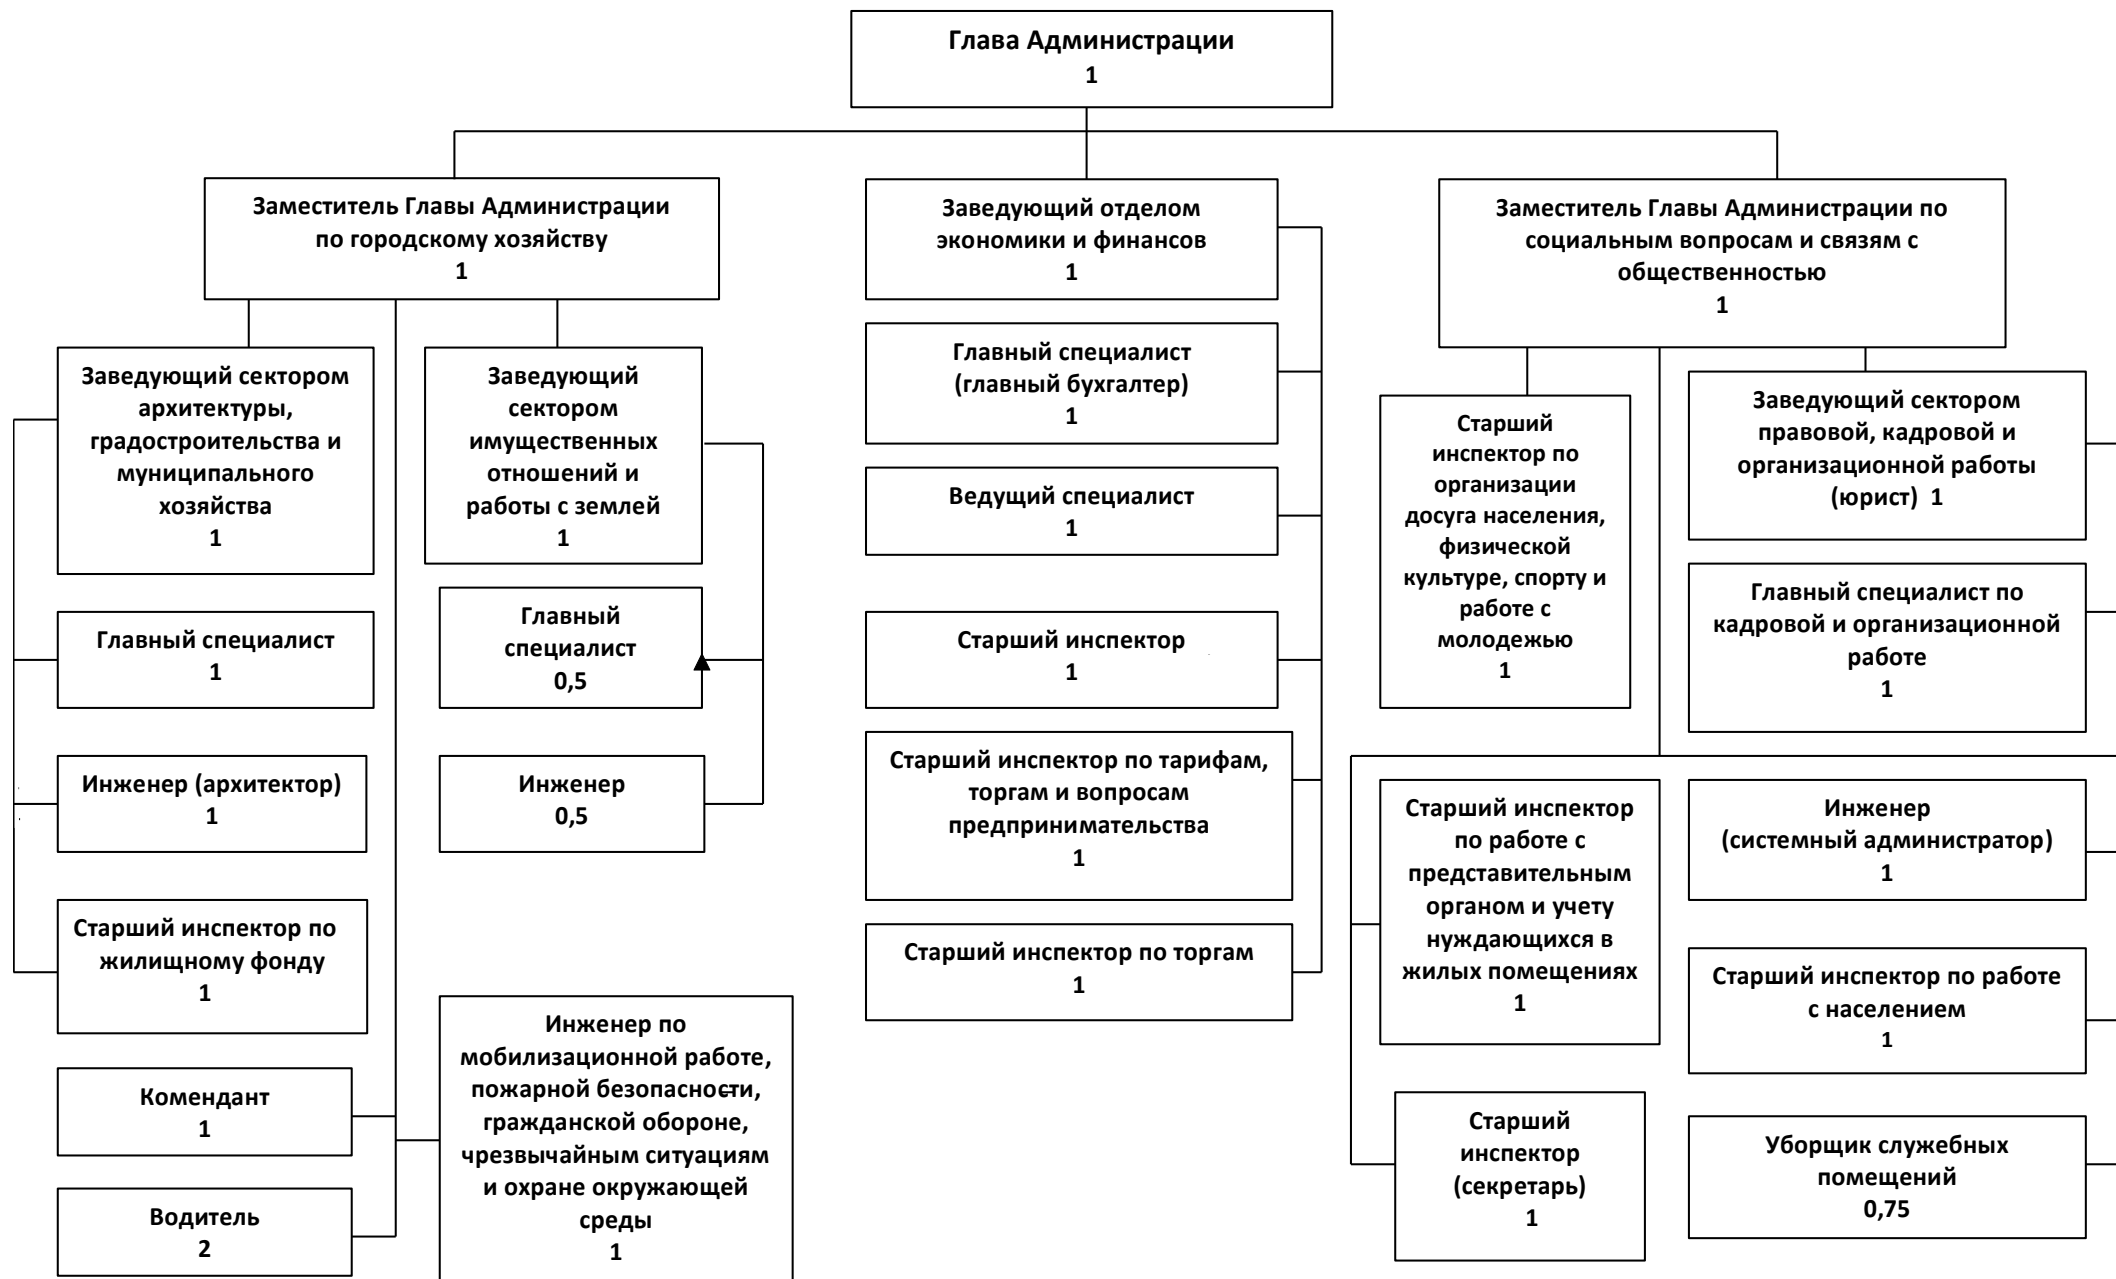 Глава Администрации
1
Заместитель Главы Администрации
по городскому хозяйству
1
Заведующий отделом
экономики и финансов
1
Заместитель Главы Администрации по
социальным вопросам и связям с
общественностью
1
Заведующий сектором
архитектуры,
градостроительства и
муниципального
хозяйства
1
Заведующий
сектором
имущественных
отношений и
работы с землей
1
Главный специалист
(главный бухгалтер)
1
Старший
инспектор по
организации
досуга населения,
физической
культуре, спорту и
работе с
молодежью
1
Заведующий сектором
правовой, кадровой и
организационной работы
(юрист) 1
Ведущий специалист
1
Главный специалист
1
Главный
специалист
0,5
Старший инспектор
1
Главный специалист по
кадровой и организационной
работе
1
Инженер (архитектор)
1
Инженер
0,5
Старший инспектор по тарифам,
торгам и вопросам
предпринимательства
1
Старший инспектор
по работе с
представительным
органом и учету
нуждающихся в
жилых помещениях
1
Инженер
(системный администратор)
1
Старший инспектор по
жилищному фонду
1
Старший инспектор по торгам
1
Старший инспектор по работе
с населением
1
Инженер по
мобилизационной работе,
пожарной безопасности,
гражданской обороне,
чрезвычайным ситуациям
и охране окружающей
среды
1
Комендант
1
Старший
инспектор
(секретарь)
1
Уборщик служебных
помещений
0,75
Водитель
2